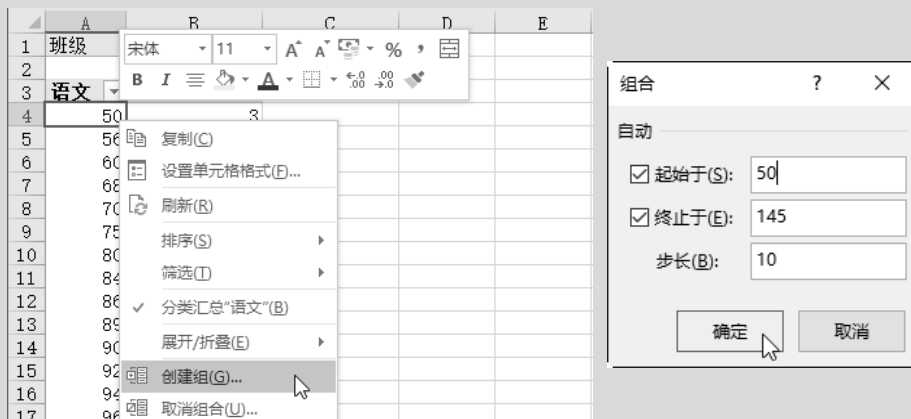 A B C D E
1 班级
宋体 11 A A % ,
2
B I A .00 .00
3 语文
4 50 3
5 56
复制(C)
6 60
设置单元格格式(F)...
7 68
8 70
刷新(R)
9 75
排序(S)
10 80
筛选(T)
11 84
12 86
分类汇总"语文"(B)
13 89
14 90
展开/折叠(E)
15 92
创建组(G)...
16 94
取消组合(U)...
17 96
组合 ? ×
自动
起始于(S): 50
终止于(E): 145
步长(B): 10
确定 取消